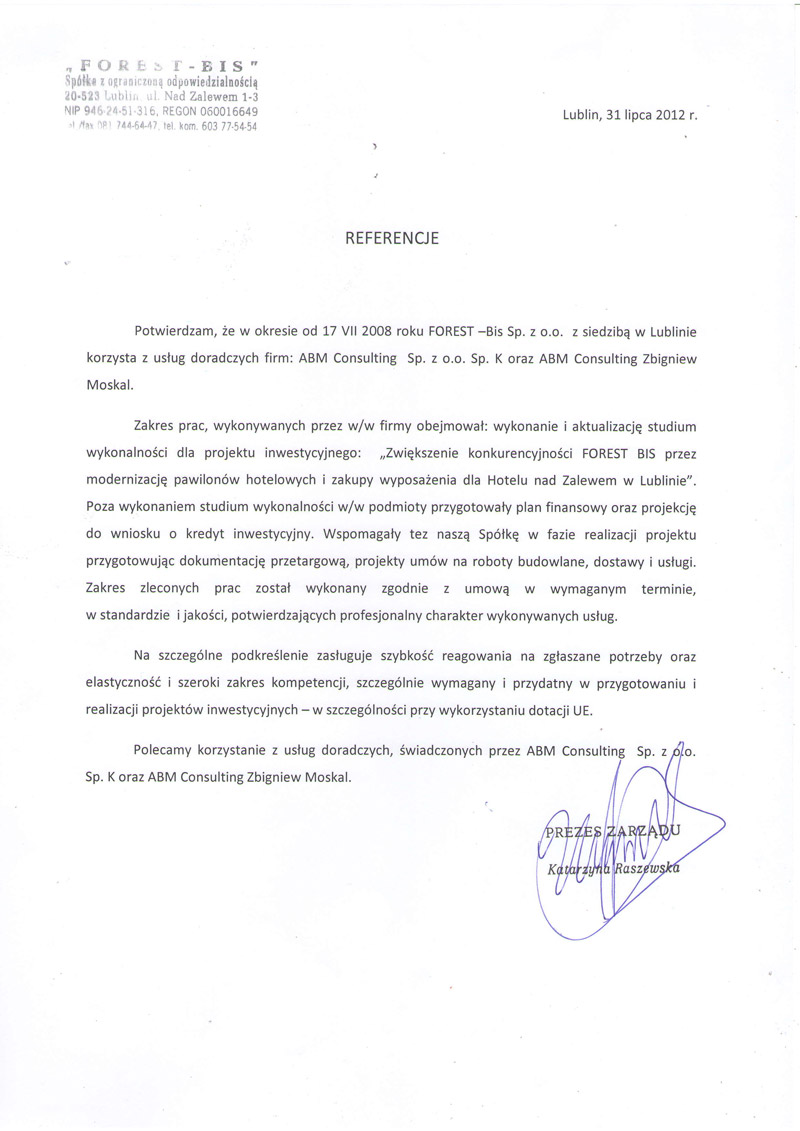 „FOREST-BIS"
Spółka z ograniczoną odpowiedzialnością
20-523 Lublin, ul. Nad Zalewem 1-3
NIP 946-24-51-316, REGON 060016649
tel./fax 081 744-64-47, tel. kom. 603 77-54-54
Lublin, 31 lipca 2012 r.
REFERENCJE
Potwierdzam, że w okresie od 17 VII 2008 roku FOREST –Bis Sp. z o.o. z siedzibą w Lublinie
korzysta z usług doradczych firm: ABM Consulting Sp. z o.o. Sp. K oraz ABM Consulting Zbigniew
Moskal.
Zakres prac, wykonywanych przez w/w firmy obejmował: wykonanie i aktualizację studium
wykonalności dla projektu inwestycyjnego: „Zwiększenie konkurencyjności FOREST BIS przez
modernizację pawilonów hotelowych i zakupy wyposażenia dla Hotelu nad Zalewem w Lublinie”.
Poza wykonaniem studium wykonalności w/w podmioty przygotowały plan finansowy oraz projekcję
do wniosku o kredyt inwestycyjny. Wspomagały tez naszą Spółkę w fazie realizacji projektu
przygotowując dokumentację przetargową, projekty umów na roboty budowlane, dostawy i usługi.
Zakres zleconych prac został wykonany zgodnie z umową w wymaganym terminie,
w standardzie i jakości, potwierdzających profesjonalny charakter wykonywanych usług.
Na szczególne podkreślenie zasługuje szybkość reagowania na zgłaszane potrzeby oraz
elastyczność i szeroki zakres kompetencji, szczególnie wymagany i przydatny w przygotowaniu i
realizacji projektów inwestycyjnych – w szczególności przy wykorzystaniu dotacji UE.
Polecamy korzystanie z usług doradczych, świadczonych przez ABM Consulting Sp. z o.o.
Sp. K oraz ABM Consulting Zbigniew Moskal.
PREZES ZARZĄDU
Katarzyna Raszewska